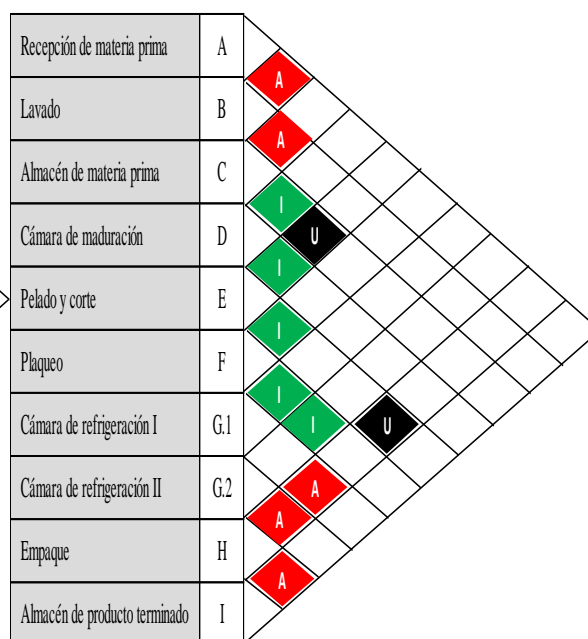 Recepción de materia prima A
A
Lavado B
A
Almacén de materia prima C
I
Cámara de maduración D U
I
Pelado y corte E
I
Plaqueo F
I
Cámara de refrigeración I G.1 I U
Cámara de refrigeración II G.2 A
A
Empaque H
A
Almacén de producto terminado I